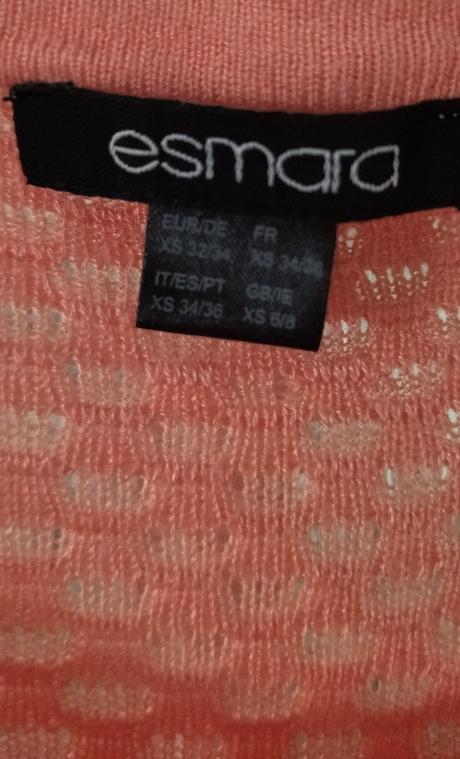 esmara
EUR/DE FR
XS 32/34 XS 34/36
IT/ES/PT GB/IE
XS 34/36 XS 6/8